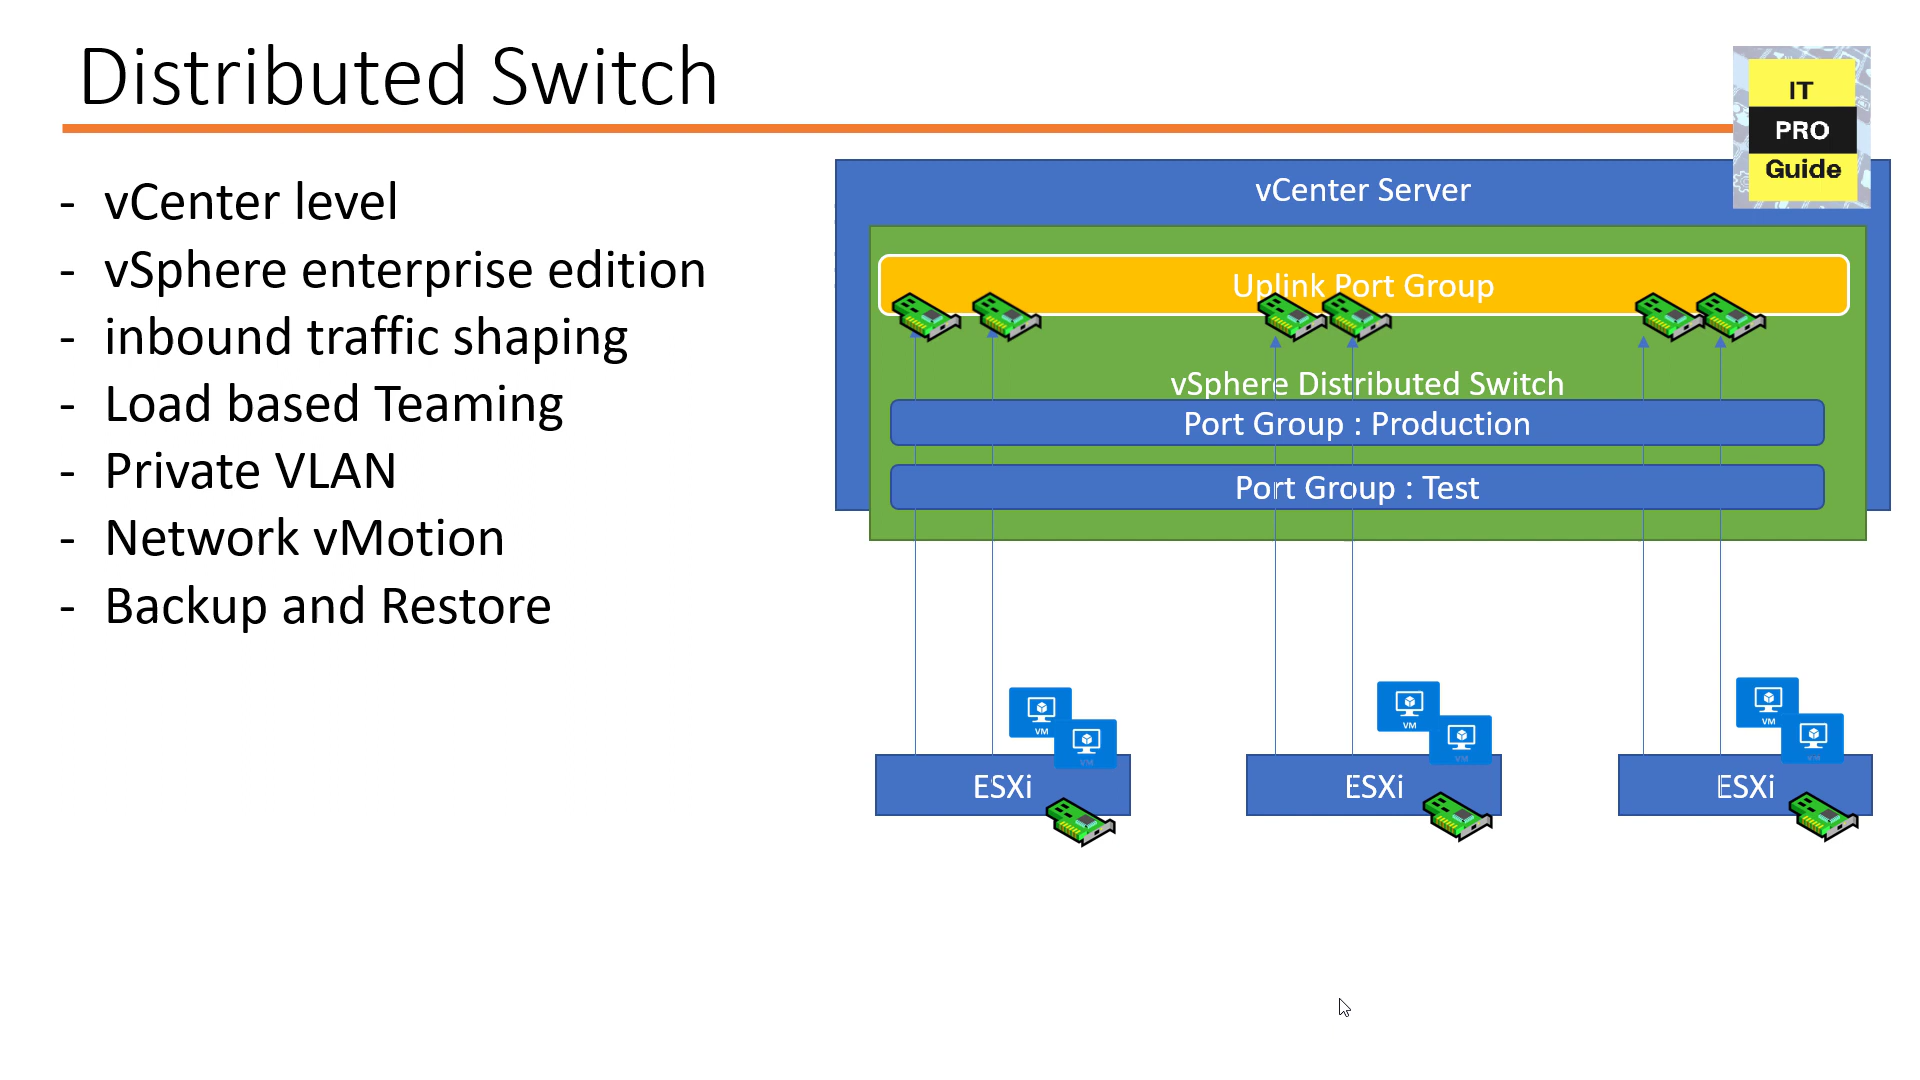 Distributed Switch
IT
PRO
Guide
- vCenter level
- vSphere enterprise edition
- inbound traffic shaping
- Load based Teaming
- Private VLAN
- Network vMotion
- Backup and Restore
vCenter Server
Uplink Port Group
vSphere Distributed Switch
Port Group : Production
Port Group : Test
VM
VM
VM
VM
VM
VM
ESXi
ESXi
ESXi